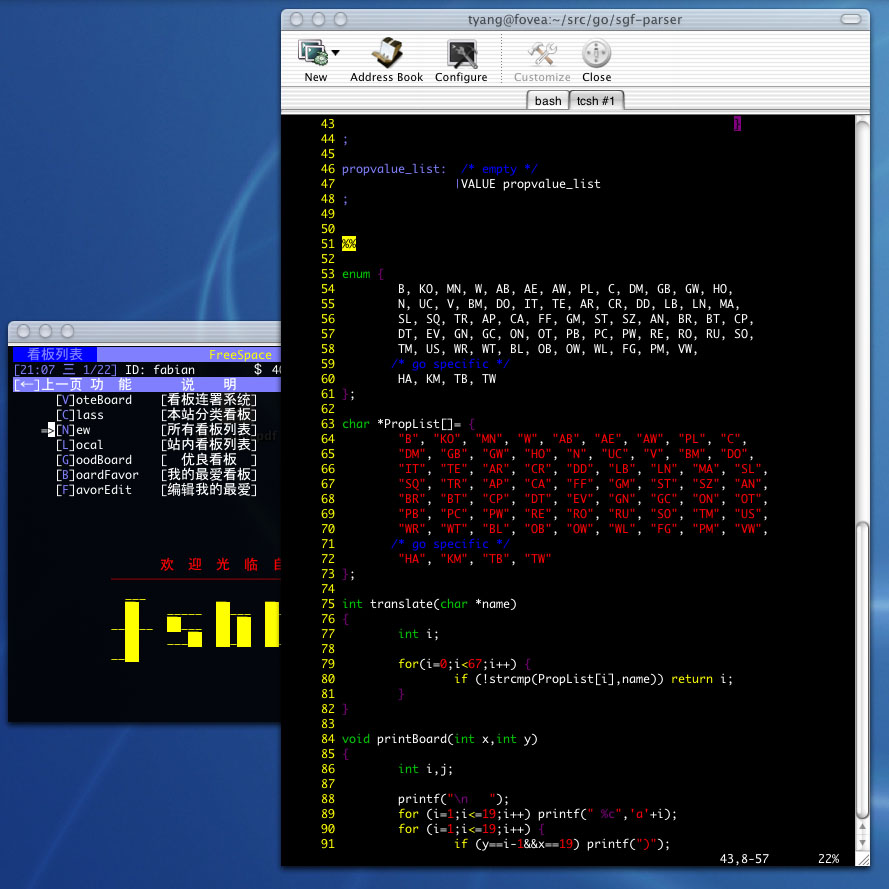 tyang@fovea:~/src/go/sgf-parser
New Address Book Configure Customize Close
bash tcsh #1
43 }
44 ;
45
46 propvalue_list: /* empty */
47 |VALUE propvalue_list
48 ;
49
50
51 %%
52
53 enum {
54 B, KO, MN, W, AB, AE, AW, PL, C, DM, GB, GW, HO,
55 N, UC, V, BM, DO, IT, TE, AR, CR, DD, LB, LN, MA,
56 SL, SQ, TR, AP, CA, FF, GM, ST, SZ, AN, BR, BT, CP,
57 DT, EV, GN, GC, ON, OT, PB, PC, PW, RE, RO, RU, SO,
58 TM, US, WR, WT, BL, OB, OW, WL, FG, PM, VW,
59 /* go specific */
60 HA, KM, TB, TW
61 };
62
63 char *PropList[]= {
64 "B", "KO", "MN", "W", "AB", "AE", "AW", "PL", "C",
65 "DM", "GB", "GW", "HO", "N", "UC", "V", "BM", "DO",
66 "IT", "TE", "AR", "CR", "DD", "LB", "LN", "MA", "SL",
67 "SQ", "TR", "AP", "CA", "FF", "GM", "ST", "SZ", "AN",
68 "BR", "BT", "CP", "DT", "EV", "GN", "GC", "ON", "OT",
69 "PB", "PC", "PW", "RE", "RO", "RU", "SO", "TM", "US",
70 "WR", "WT", "BL", "OB", "OW", "WL", "FG", "PM", "VW",
71 /* go specific */
72 "HA", "KM", "TB", "TW"
73 };
74
75 int translate(char *name)
76 {
77 int i;
78
79 for(i=0;i<67;i++) {
80 if (!strcmp(PropList[i],name)) return i;
81 }
82 }
83
84 void printBoard(int x,int y)
85 {
86 int i,j;
87
88 printf("\n   ");
89 for (i=1;i<=19;i++) printf(" %c",'a'+i);
90 for (i=1;i<=19;i++) {
91 if (y==i-1&&x==19) printf(")");
43,8-57 22%
看板列表 FreeSpace
[21:07 三 1/22] ID: fabian $ 40
[←]上一页 功 能 说 明
[V]oteBoard [看板连署系统]
[C]lass [本站分类看板]
=>[N]ew [所有看板列表]
[L]ocal [站内看板列表]
[G]oodBoard [ 优良看板 ]
[B]oardFavor [我的最爱看板]
[F]avorEdit [编辑我的最爱]
欢 迎 光 临